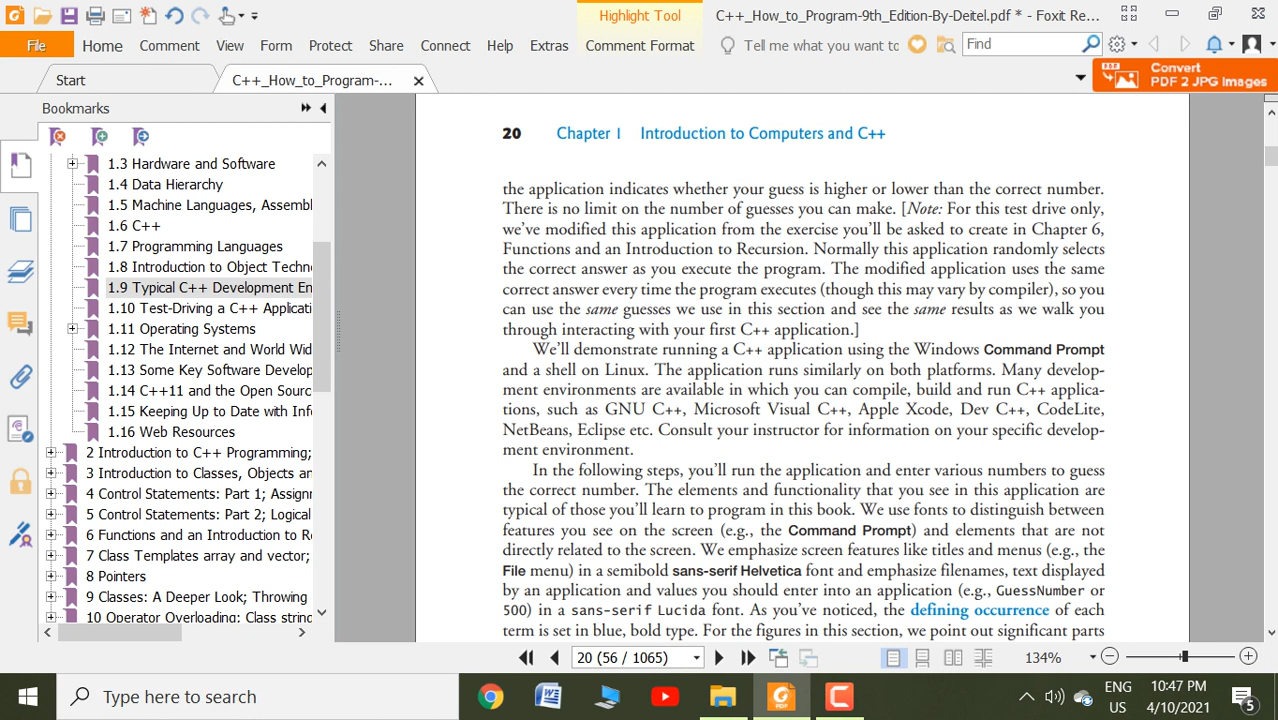 Highlight Tool
C++_How_to_Program-9th_Edition-By-Deitel.pdf * - Foxit Re...
File
Home
Comment
View
Form
Protect
Share
Connect
Help
Extras
Comment Format
Tell me what you want to
Find
Start
C++_How_to_Program-...
Convert
PDF 2 JPG Images
Bookmarks
1.3 Hardware and Software
1.4 Data Hierarchy
1.5 Machine Languages, Assembl
1.6 C++
1.7 Programming Languages
1.8 Introduction to Object Techn
1.9 Typical C++ Development En
1.10 Test-Driving a C++ Applicati
1.11 Operating Systems
1.12 The Internet and World Wid
1.13 Some Key Software Develop
1.14 C++11 and the Open Sourc
1.15 Keeping Up to Date with Inf
1.16 Web Resources
2 Introduction to C++ Programming;
3 Introduction to Classes, Objects an
4 Control Statements: Part 1; Assign
5 Control Statements: Part 2; Logical
6 Functions and an Introduction to Re
7 Class Templates array and vector;
8 Pointers
9 Classes: A Deeper Look; Throwing
10 Operator Overloading: Class string
20 Chapter 1 Introduction to Computers and C++
the application indicates whether your guess is higher or lower than the correct number.
There is no limit on the number of guesses you can make. [Note: For this test drive only,
we've modified this application from the exercise you'll be asked to create in Chapter 6,
Functions and an Introduction to Recursion. Normally this application randomly selects
the correct answer as you execute the program. The modified application uses the same
correct answer every time the program executes (though this may vary by compiler), so you
can use the same guesses we use in this section and see the same results as we walk you
through interacting with your first C++ application.]
We'll demonstrate running a C++ application using the Windows Command Prompt
and a shell on Linux. The application runs similarly on both platforms. Many develop-
ment environments are available in which you can compile, build and run C++ applica-
tions, such as GNU C++, Microsoft Visual C++, Apple Xcode, Dev C++, CodeLite,
NetBeans, Eclipse etc. Consult your instructor for information on your specific develop-
ment environment.
In the following steps, you'll run the application and enter various numbers to guess
the correct number. The elements and functionality that you see in this application are
typical of those you'll learn to program in this book. We use fonts to distinguish between
features you see on the screen (e.g., the Command Prompt) and elements that are not
directly related to the screen. We emphasize screen features like titles and menus (e.g., the
File menu) in a semibold sans-serif Helvetica font and emphasize filenames, text displayed
by an application and values you should enter into an application (e.g., GuessNumber or
500) in a sans-serif Lucida font. As you've noticed, the defining occurrence of each
term is set in blue, bold type. For the figures in this section, we point out significant parts
20 (56 / 1065)
134%
Type here to search
ENG
US
10:47 PM
4/10/2021
5